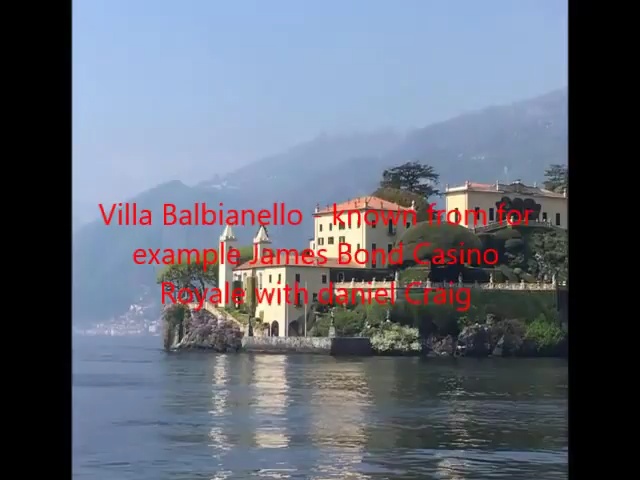 Villa Balbianello - known from for
example James Bond Casino
Royale with daniel Craig